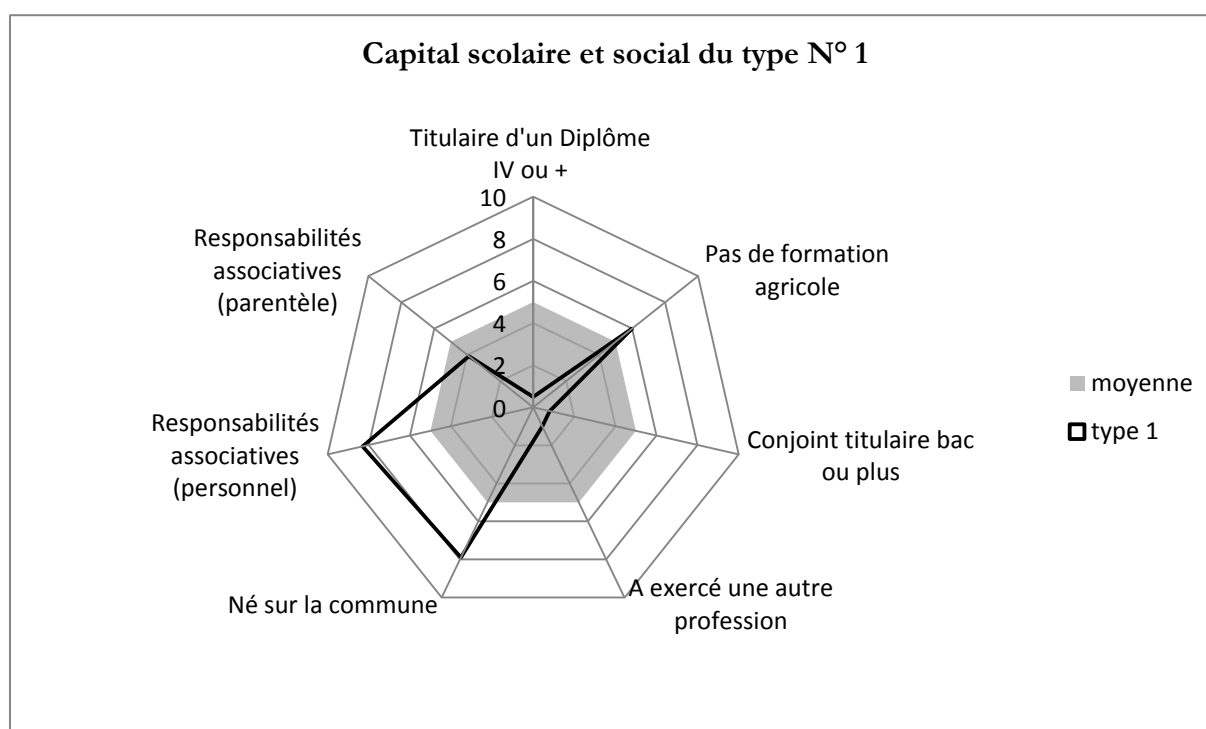 Capital scolaire et social du type N° 1
Titulaire d'un Diplôme
IV ou +
10
8
6
4
2
0
Pas de formation
agricole
Conjoint titulaire bac
ou plus
A exercé une autre
profession
Né sur la commune
Responsabilités
associatives
(personnel)
Responsabilités
associatives
(parentèle)
moyenne
type 1